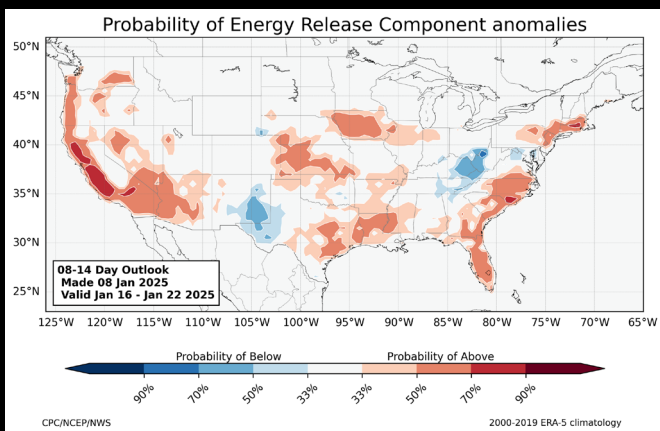 Probability of Energy Release Component anomalies
50°N
45°N
40°N
35°N
30°N
25°N
08-14 Day Outlook
Made 08 Jan 2025
Valid Jan 16 - Jan 22 2025
125°W 120°W 115°W 110°W 105°W 100°W 95°W 90°W 85°W 80°W 75°W 70°W 65°W
Probability of Below Probability of Above
90% 70% 50% 33% 33% 50% 70% 90%
CPC/NCEP/NWS 2000-2019 ERA-5 climatology